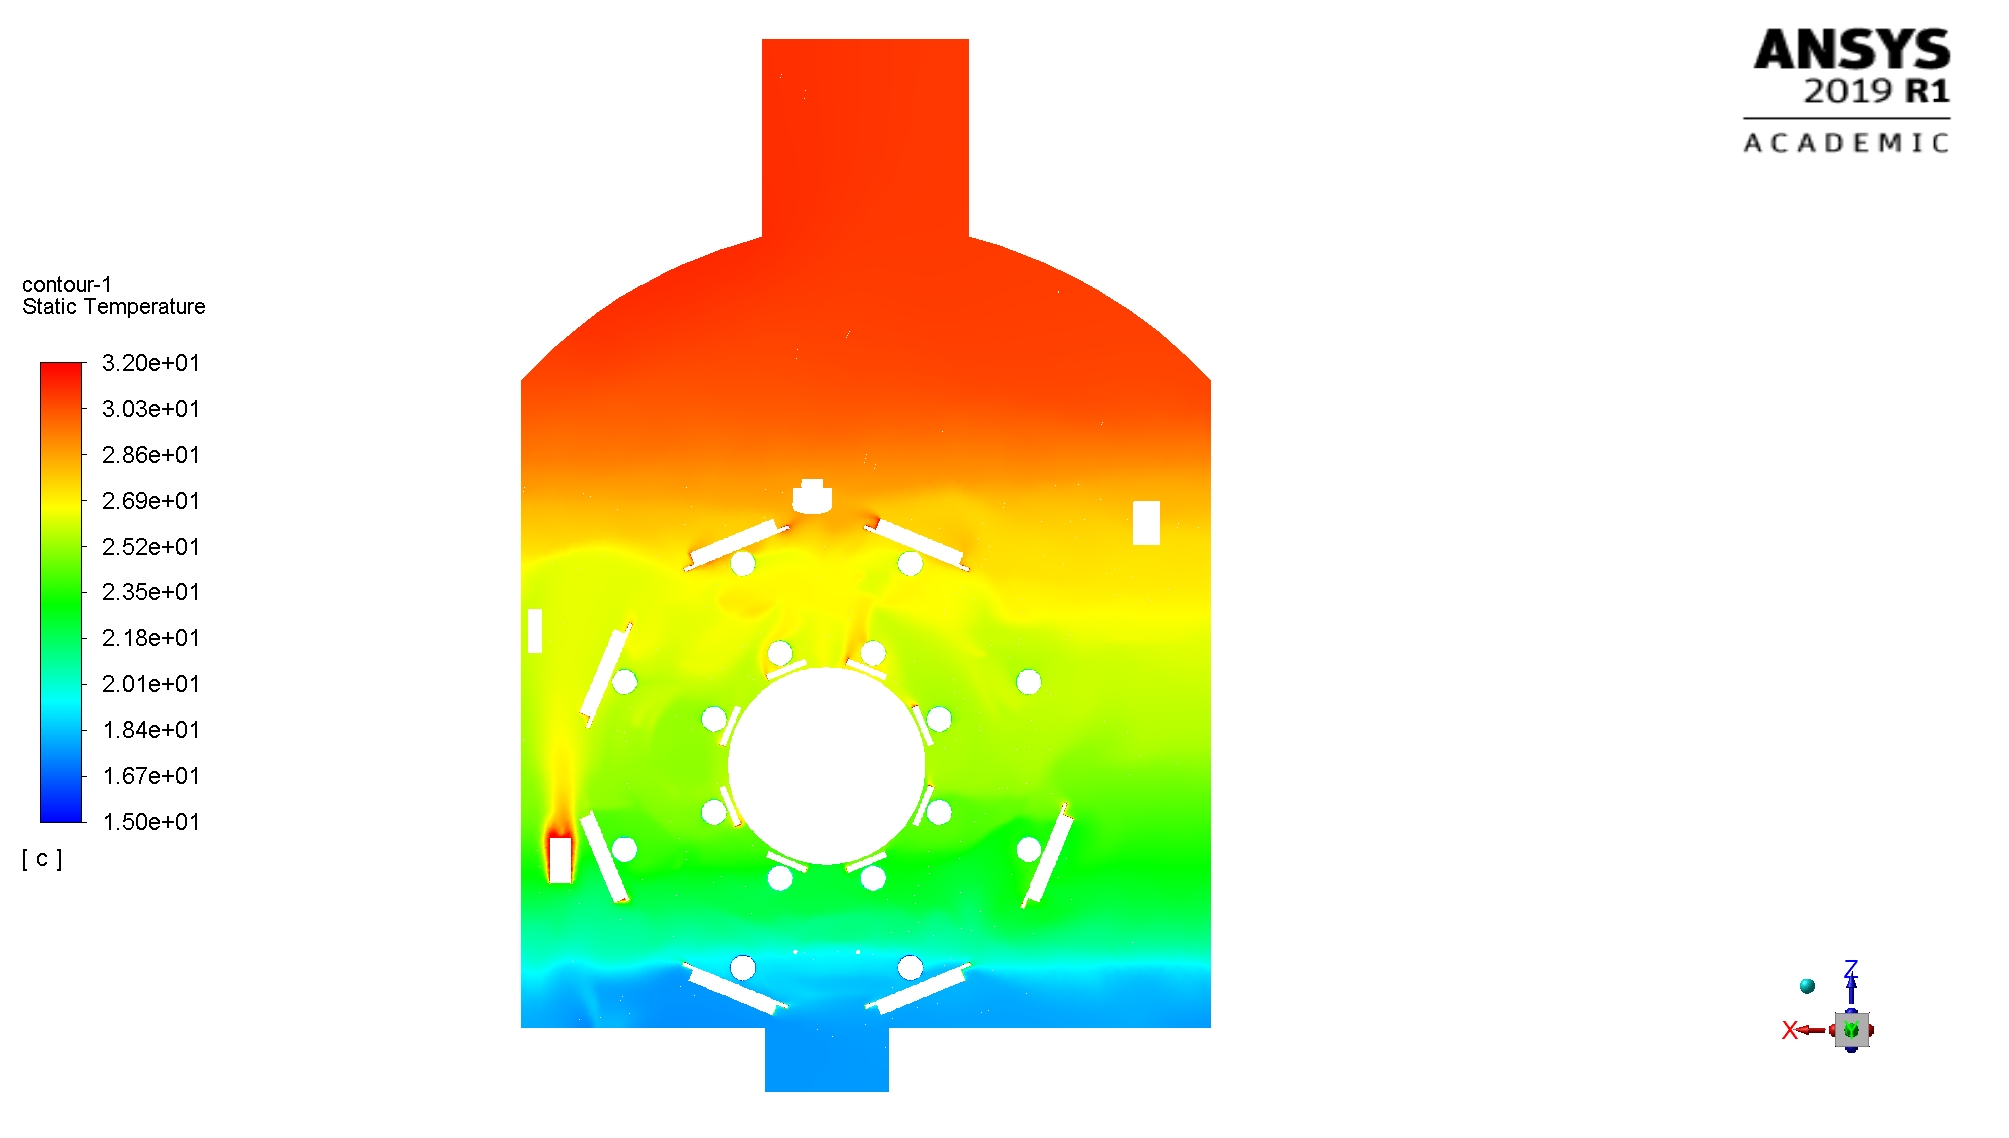 ANSYS
2019 R1
ACADEMIC
contour-1
Static Temperature
3.20e+01
3.03e+01
2.86e+01
2.69e+01
2.52e+01
2.35e+01
2.18e+01
2.01e+01
1.84e+01
1.67e+01
1.50e+01
[ c ]
Z
X
Y